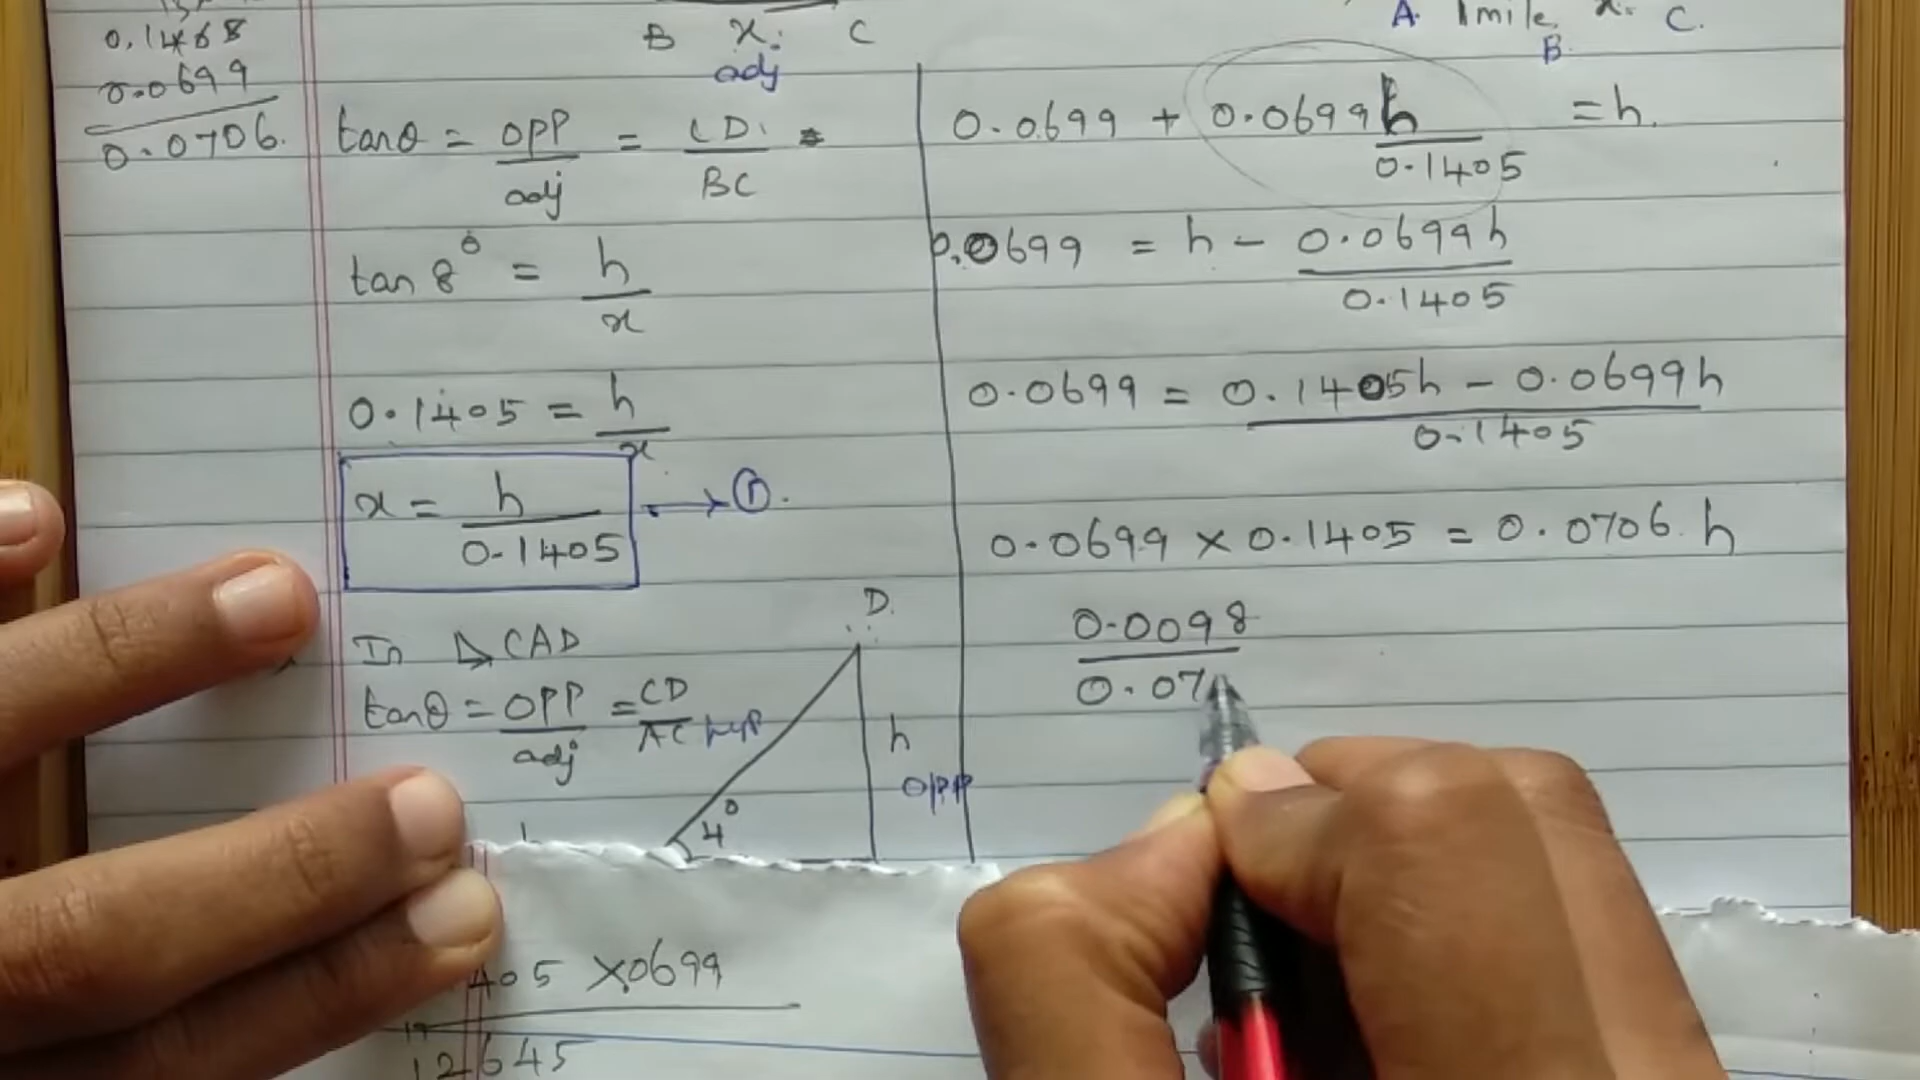 0.1468
0.0699
0.0706.
B x. C
adj
tanθ = opp/adj = CD/BC
tan 8° = h/x
0.1405 = h/x
x = h/0.1405 → ①.
In △ CAD
tanθ = opp/adj = CD/AC
hyp
D.
h
opp
4°
A. 1mile B. x. C.
0.0699 + 0.0699h/0.1405 = h.
0.0699 = h - 0.0699h/0.1405
0.0699 = 0.1405h - 0.0699h/0.1405
0.0699 × 0.1405 = 0.0706 h
0.0098
0.07
405 × 0699
12645